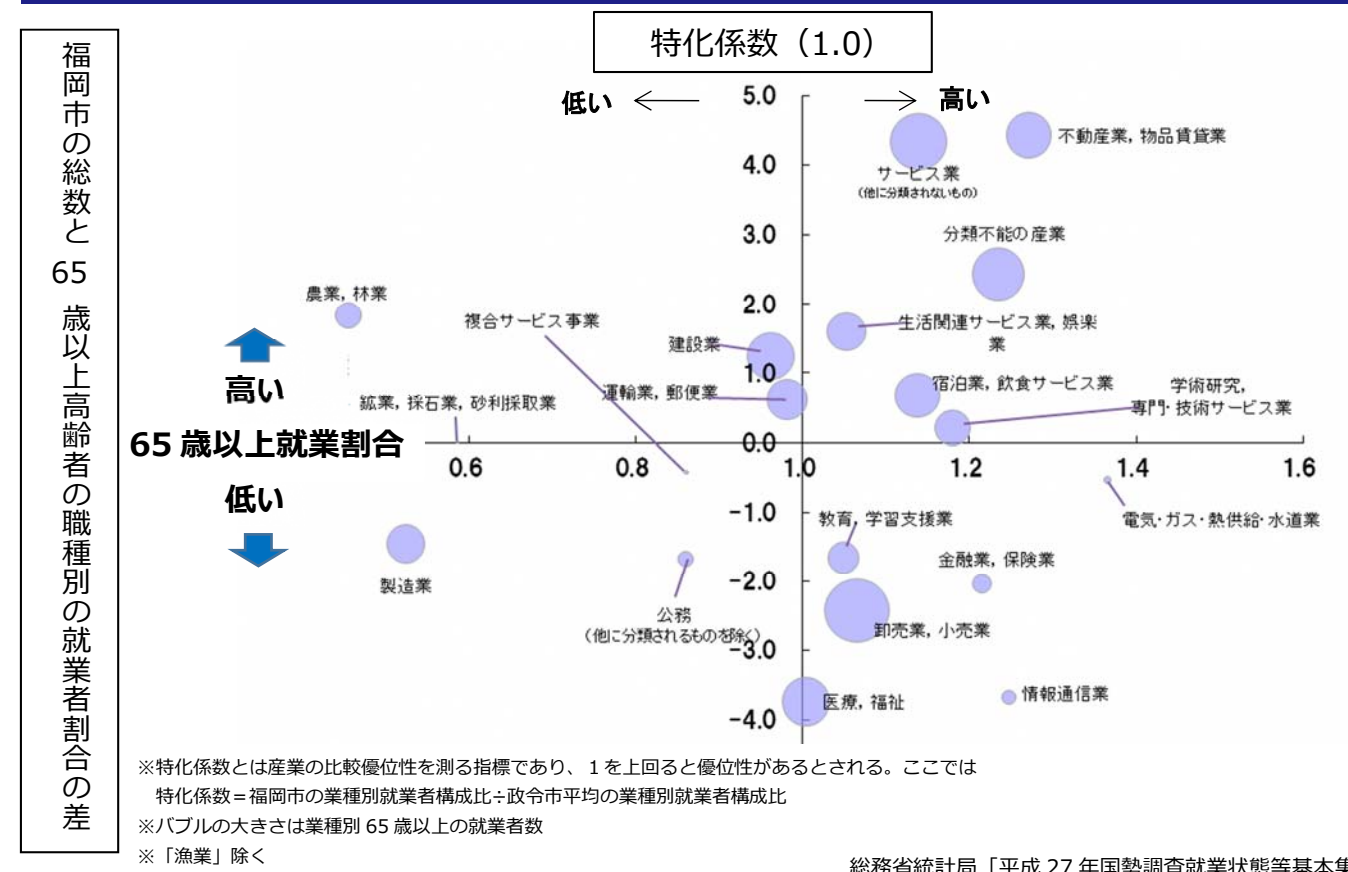 特化係数（1.0）
低い
高い
福岡市の総数と 65 歳以上高齢者の職種別の就業者割合の差
5.0
4.0
3.0
2.0
1.0
0.0
-1.0
-2.0
-3.0
-4.0
0.6
0.8
1.0
1.2
1.4
1.6
不動産業, 物品賃貸業
サービス業
（他に分類されないもの）
分類不能の産業
農業, 林業
複合サービス事業
生活関連サービス業, 娯楽
業
建設業
高い
運輸業, 郵便業
宿泊業, 飲食サービス業
学術研究,
専門・技術サービス業
鉱業, 採石業, 砂利採取業
65 歳以上就業割合
低い
教育, 学習支援業
電気・ガス・熱供給・水道業
金融業, 保険業
製造業
公務
（他に分類されるものを除く）
卸売業, 小売業
医療, 福祉
情報通信業
※特化係数とは産業の比較優位性を測る指標であり、１を上回ると優位性があるとされる。ここでは
特化係数＝福岡市の業種別就業者構成比÷政令市平均の業種別就業者構成比
※バブルの大きさは業種別 65 歳以上の就業者数
※「漁業」除く
総務省統計局「平成 27 年国勢調査就業状態等基本集